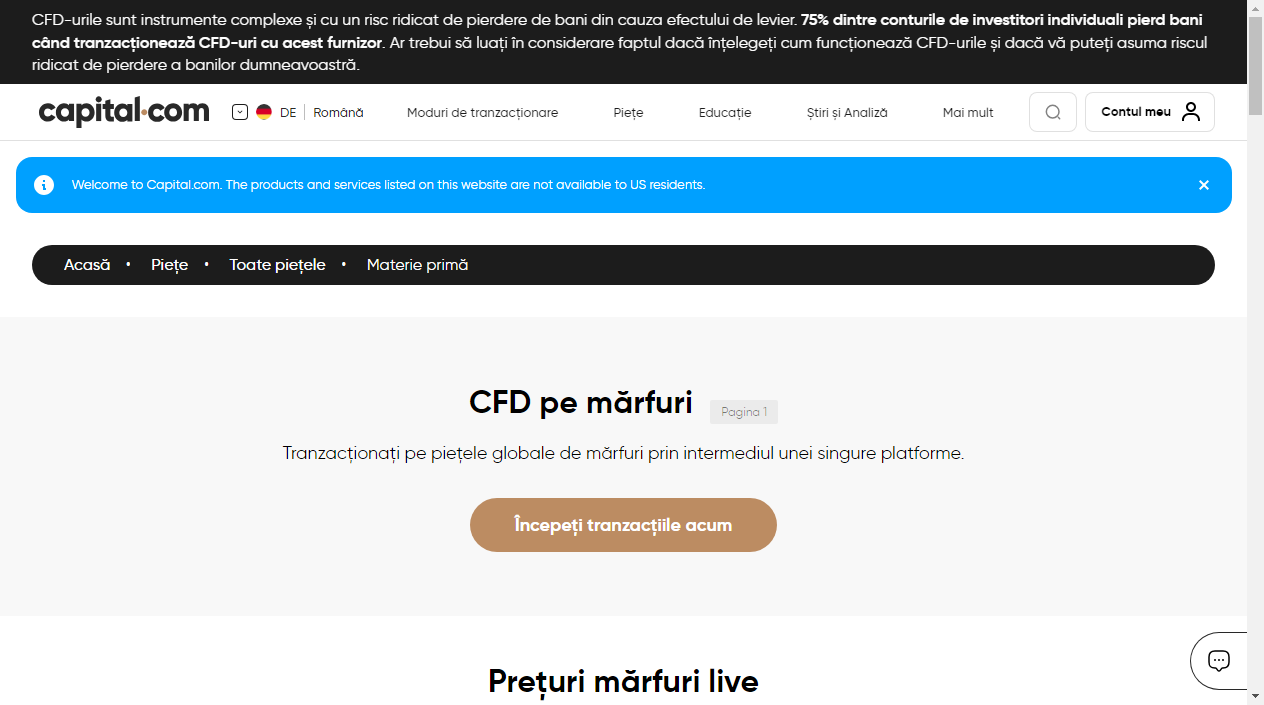 CFD-urile sunt instrumente complexe și cu un risc ridicat de pierdere de bani din cauza efectului de levier. 75% dintre conturile de investitori individuali pierd bani
când tranzacționează CFD-uri cu acest furnizor. Ar trebui să luați în considerare faptul dacă înțelegeți cum funcționează CFD-urile și dacă vă puteți asuma riscul
ridicat de pierdere a banilor dumneavoastră.
capital.com DE Română Moduri de tranzacționare Piețe Educație Știri și Analiză Mai mult Contul meu
Welcome to Capital.com. The products and services listed on this website are not available to US residents.
Acasă • Piețe • Toate piețele • Materie primă
CFD pe mărfuri Pagina 1
Tranzacționați pe piețele globale de mărfuri prin intermediul unei singure platforme.
Începeți tranzacțiile acum
Prețuri mărfuri live